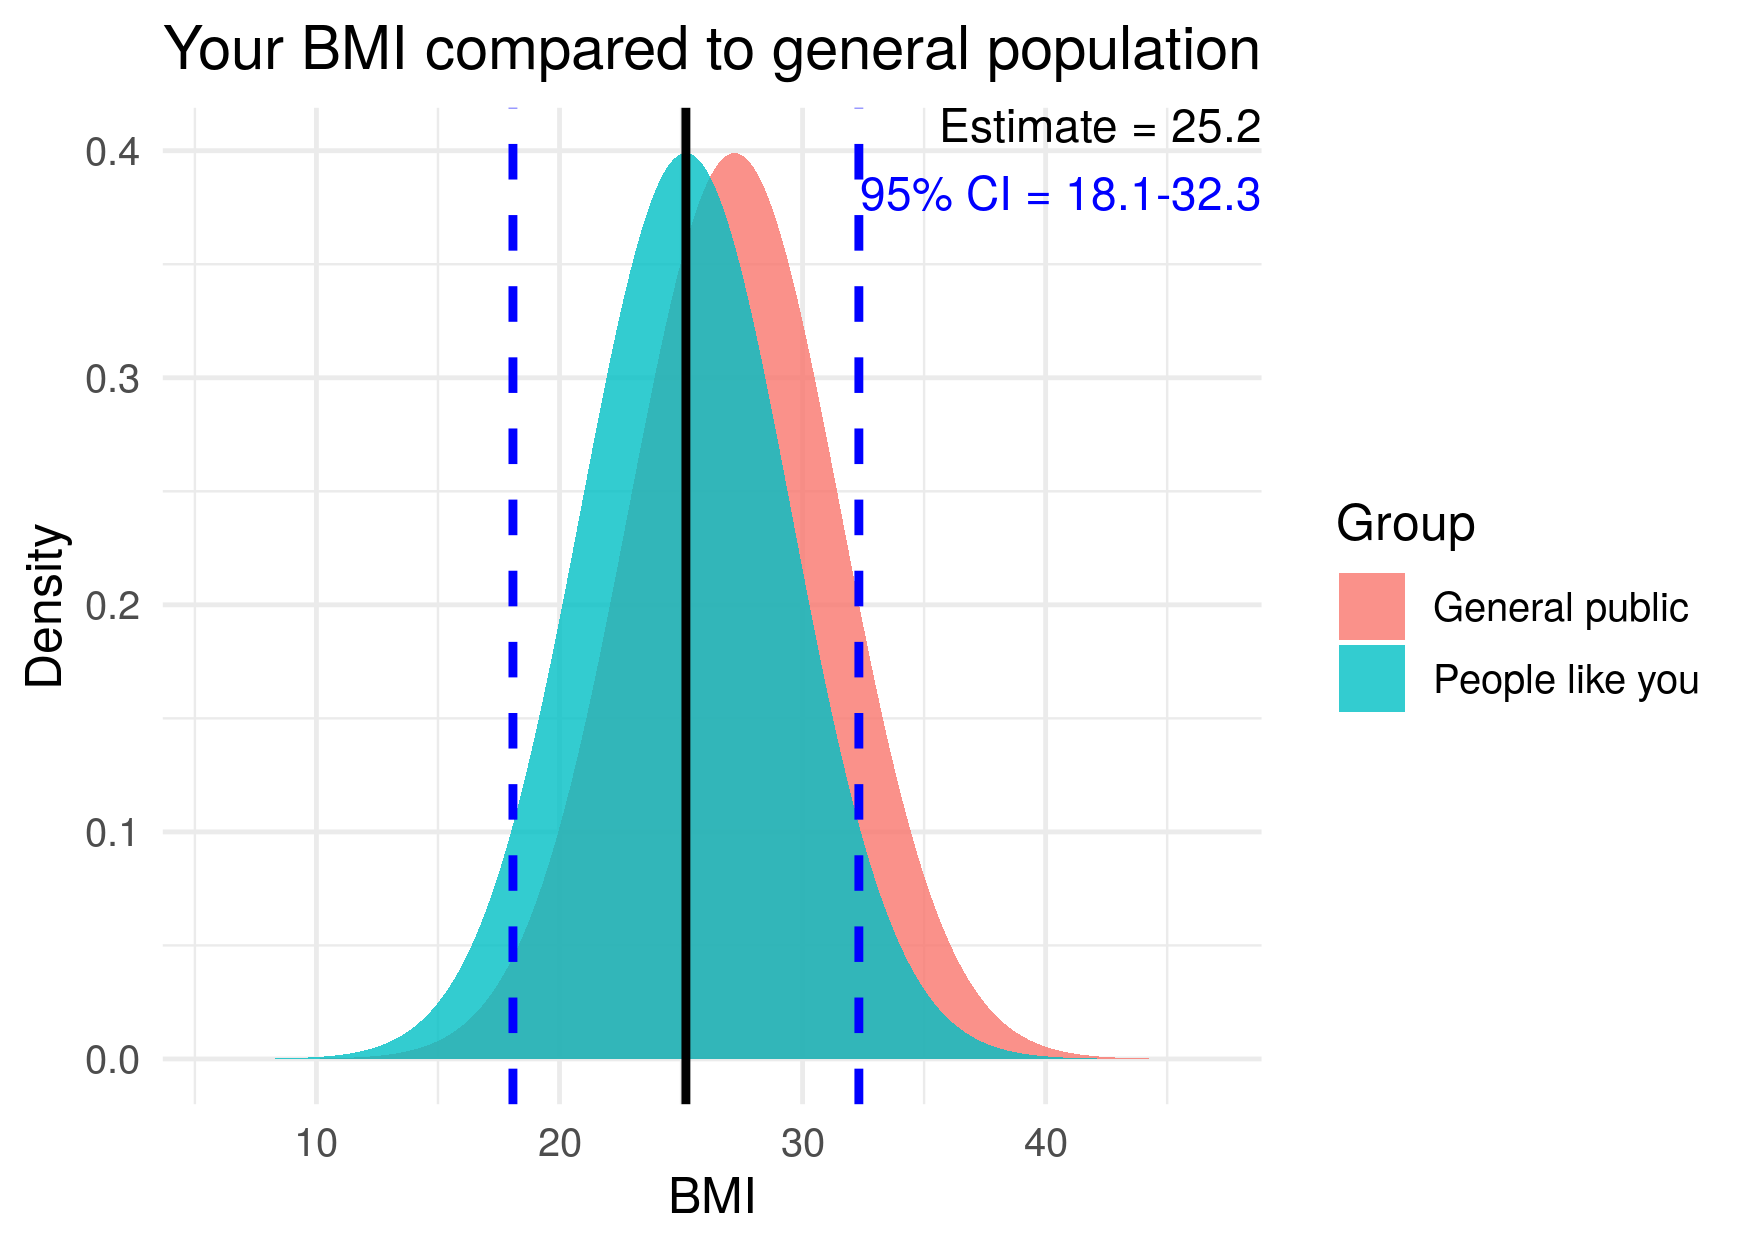 Your BMI compared to general population
Estimate = 25.2
95% CI = 18.1-32.3
0.4
0.3
0.2
0.1
0.0
Density
10 20 30 40
BMI
Group
General public
People like you